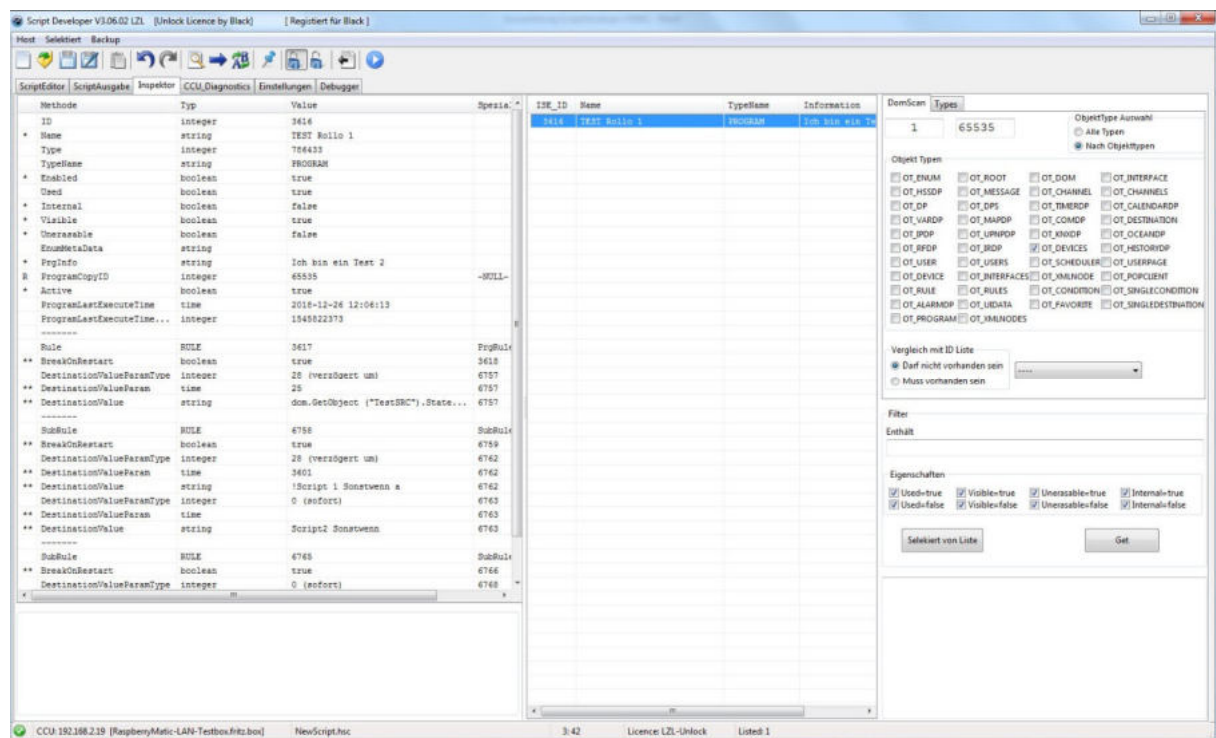 Script Developer V3.06.02 LZL [Unlock Licence by Black] [ Registiert für Black ]
Host Selektiert Backup
ScriptEditor ScriptAusgabe Inspektor CCU_Diagnostics Einstellungen Debugger
Methode Typ Value Spezial
ID integer 3616
* Name string TEST Rollo 1
Type integer 786433
TypeName string PROGRAM
* Enabled boolean true
Used boolean true
* Internal boolean false
* Visible boolean true
* Unerasable boolean false
EnumMetaData string
* PrgInfo string Ich bin ein Test 2
R ProgramCopyID integer 65535 -NULL-
* Active boolean true
ProgramLastExecuteTime time 2018-12-26 12:06:13
ProgramLastExecuteTime... integer 1545822373
-------
Rule RULE 3617 PrgRule
** BreakOnRestart boolean true 3618
DestinationValueParamType integer 28 (verzögert um) 6757
** DestinationValueParam time 25 6757
** DestinationValue string dom.GetObject ("TestSRC").State... 6757
-------
SubRule RULE 6758 SubRule
** BreakOnRestart boolean true 6759
DestinationValueParamType integer 28 (verzögert um) 6762
** DestinationValueParam time 3601 6762
** DestinationValue string !Script 1 Sonstwenn a 6762
DestinationValueParamType integer 0 (sofort) 6763
** DestinationValueParam time 6763
** DestinationValue string Script2 Sonstwenn 6763
-------
SubRule RULE 6765 SubRule
** BreakOnRestart boolean true 6766
DestinationValueParamType integer 0 (sofort) 6768
ISE_ID Name TypeName Information
3616 TEST Rollo 1 PROGRAM Ich bin ein Te
DomScan Types
1 65535
ObjektType Auswahl
Alle Typen
Nach Objekttypen
Objekt Typen
OT_ENUM OT_ROOT OT_DOM OT_INTERFACE
OT_HSSDP OT_MESSAGE OT_CHANNEL OT_CHANNELS
OT_DP OT_DPS OT_TIMERDP OT_CALENDARDP
OT_VARDP OT_MAPDP OT_COMDP OT_DESTINATION
OT_IPDP OT_UPNPDP OT_KNXDP OT_OCEANDP
OT_RFDP OT_IRDP OT_DEVICES OT_HISTORYDP
OT_USER OT_USERS OT_SCHEDULER OT_USERPAGE
OT_DEVICE OT_INTERFACES OT_XMLNODE OT_POPCLIENT
OT_RULE OT_RULES OT_CONDITION OT_SINGLECONDITION
OT_ALARMDP OT_UIDATA OT_FAVORITE OT_SINGLEDESTINATION
OT_PROGRAM OT_XMLNODES
Vergleich mit ID Liste
Darf nicht vorhanden sein ----
Muss vorhanden sein
Filter
Enthält
Eigenschaften
Used=true Visible=true Unerasable=true Internal=true
Used=false Visible=false Unerasable=false Internal=false
Selekiert von Liste Get
CCU: 192.168.2.19 [RaspberryMatic-LAN-Testbox.fritz.box] NewScript.hsc 3:42 Licence: LZL-Unlock Listed: 1